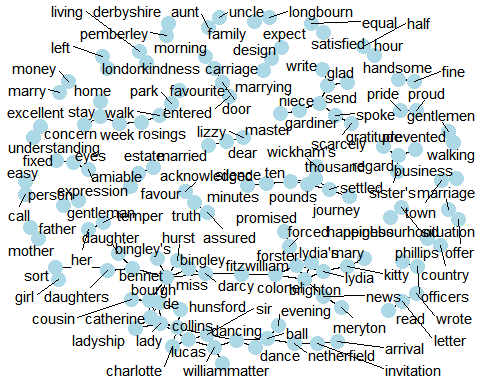 living derbyshire aunt uncle longbourn
pemberley family expect equal half
left morning design satisfied hour
money london kindness carriage write handsome
marry home park favourite marrying glad fine
excellent stay walk entered door niece send pride proud
concern week rosings lizzy master gardiner spoke gentlemen
understanding dear scarcely gratitude prevented
fixed eyes estate married wickham's regard walking
easy amiable acknowledged ten thousand business
person expression favour minutes pounds settled sister's marriage
call gentleman temper truth promised journey town
father daughter assured forced happiness neighbourhood situation
mother her bingley's hurst bingley forster lydia's mary phillips offer
sort bennet miss fitzwilliam lydia kitty country
girl daughters bourgh darcy colonel brighton news officers
cousin catherine de hunsford sir evening read wrote
ladyship lady collins dancing ball meryton letter
charlotte lucas william matter dance netherfield arrival
invitation